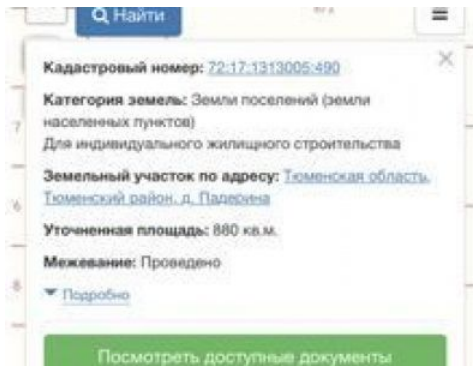 Найти
Кадастровый номер: 72:17:1313005:490
Категория земель: Земли поселений (земли
населенных пунктов)
Для индивидуального жилищного строительства
Земельный участок по адресу: Тюменская область,
Тюменский район, д. Падерина
Уточненная площадь: 880 кв.м.
Межевание: Проведено
Подробно
Посмотреть доступные документы